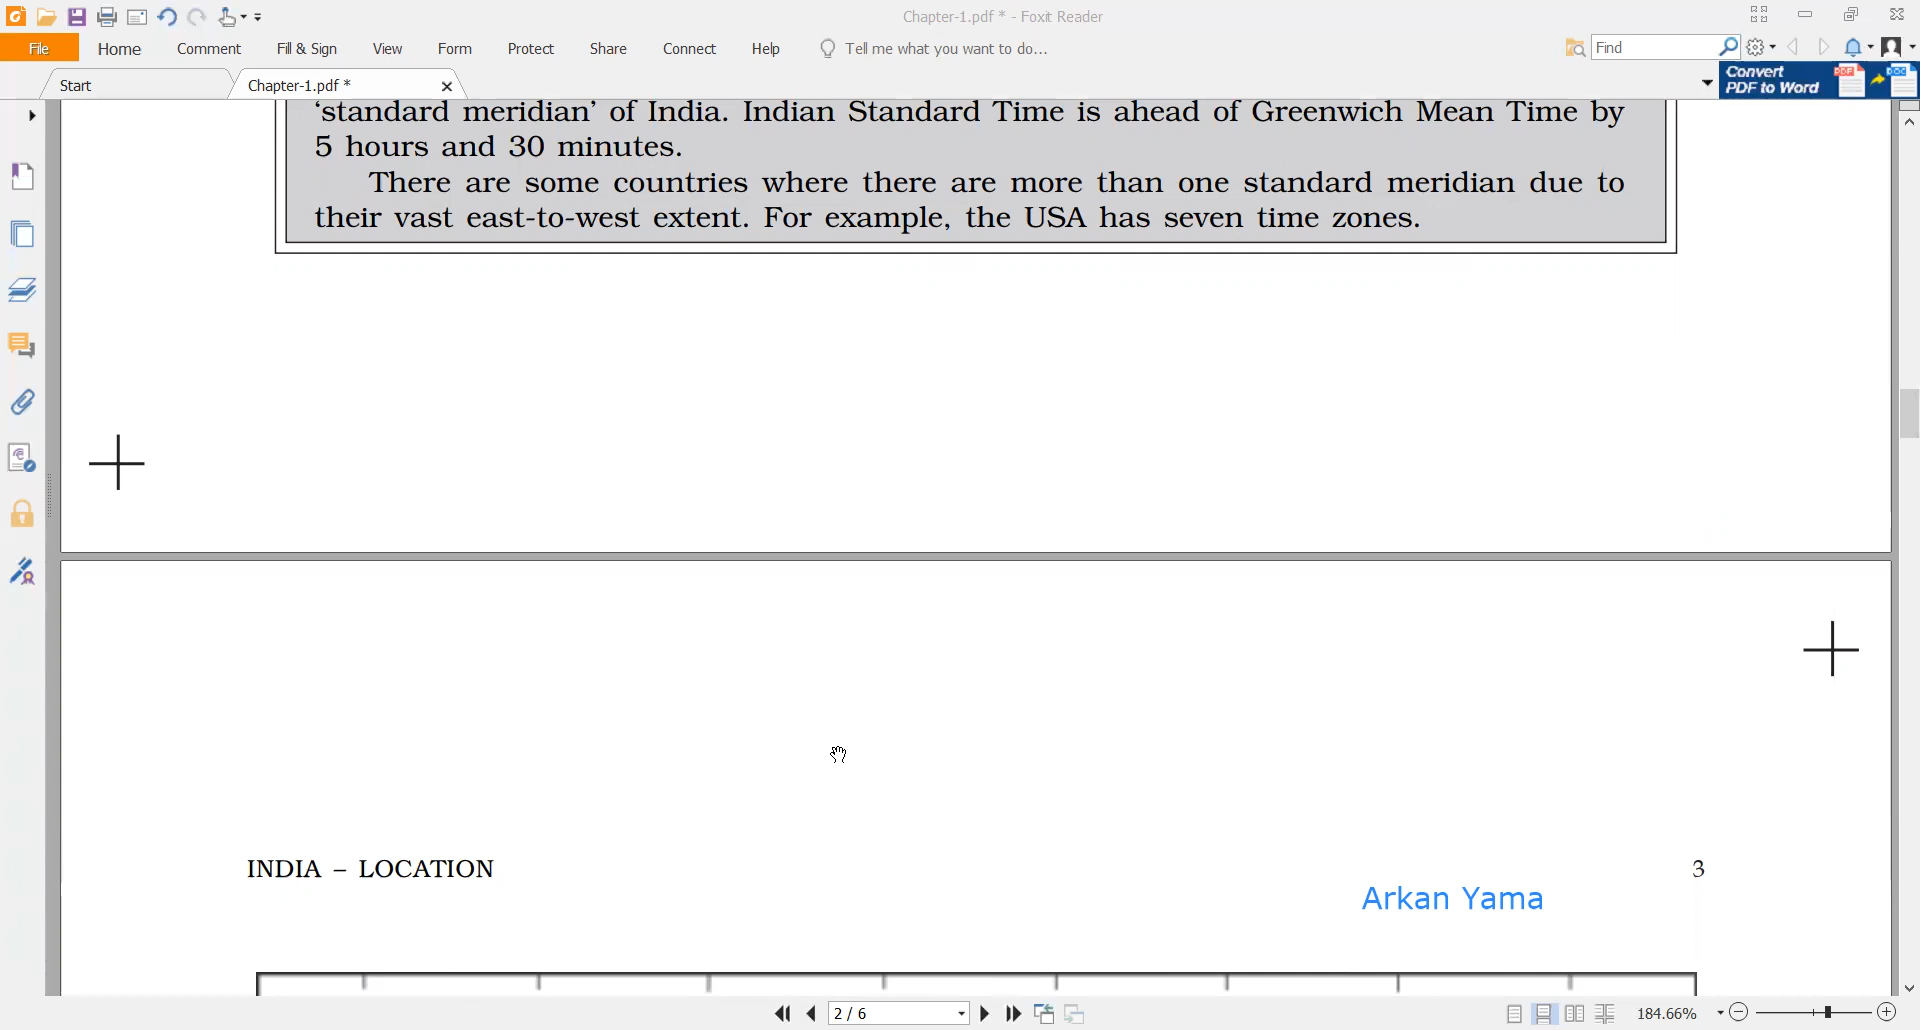 Chapter-1.pdf * - Foxit Reader
File Home Comment Fill & Sign View Form Protect Share Connect Help Tell me what you want to do... Find
Start Chapter-1.pdf *
Convert
PDF to Word
PDF DOC
‘standard meridian’ of India. Indian Standard Time is ahead of Greenwich Mean Time by
5 hours and 30 minutes.
There are some countries where there are more than one standard meridian due to
their vast east-to-west extent. For example, the USA has seven time zones.
INDIA – LOCATION 3
Arkan Yama
2 / 6 184.66%